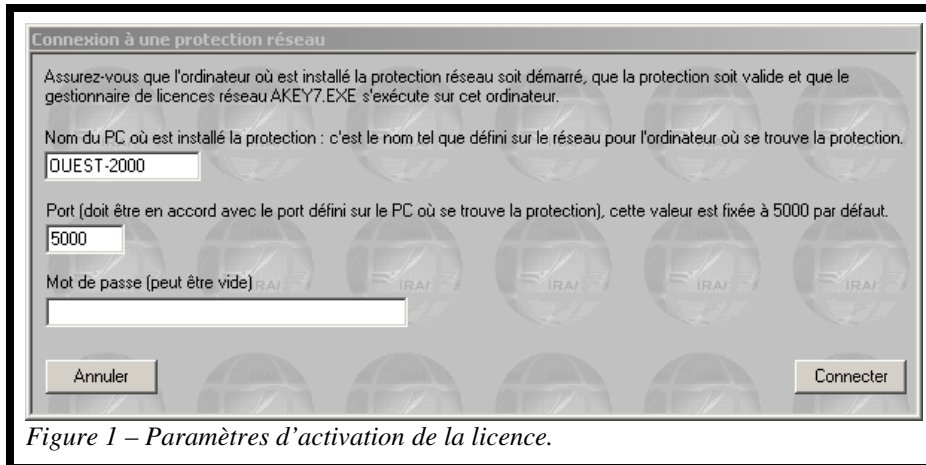 Connexion à une protection réseau
Assurez-vous que l'ordinateur où est installé la protection réseau soit démarré, que la protection soit valide et que le
gestionnaire de licences réseau AKEY7.EXE s'exécute sur cet ordinateur.
Nom du PC où est installé la protection : c'est le nom tel que défini sur le réseau pour l'ordinateur où se trouve la protection.
OUEST-2000
Port (doit être en accord avec le port défini sur le PC où se trouve la protection), cette valeur est fixée à 5000 par défaut.
5000
Mot de passe (peut être vide)
Annuler
Connecter
Figure 1 – Paramètres d'activation de la licence.